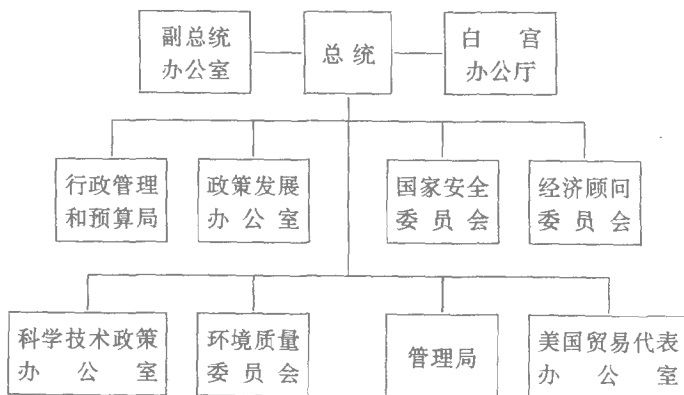 副总统
办公室
总统
白宫
办公厅
行政管理
和预算局
政策发展
办公室
国家安全
委员会
经济顾问
委员会
科学技术政策
办公室
环境质量
委员会
管理局
美国贸易代表
办公室